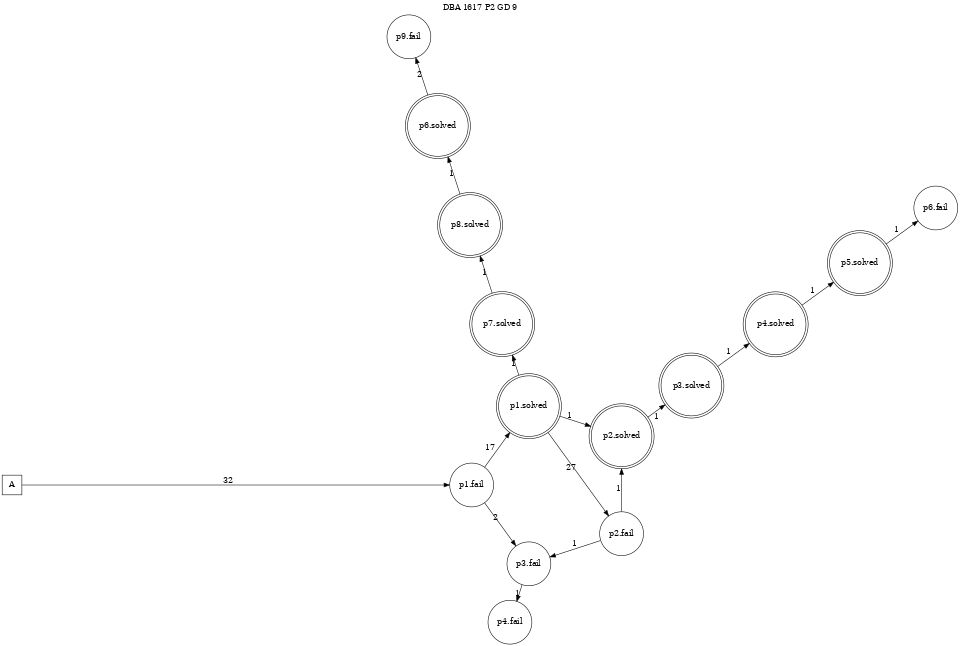 DBA 1617 P2 GD 9
p9.fail
2
p6.solved
1
p8.solved
1
p7.solved
1
p1.solved
1
p2.solved
1
p3.solved
1
p4.solved
1
p5.solved
1
p6.fail
17
27
A
32
p1.fail
1
2
p2.fail
1
p3.fail
1
p4.fail